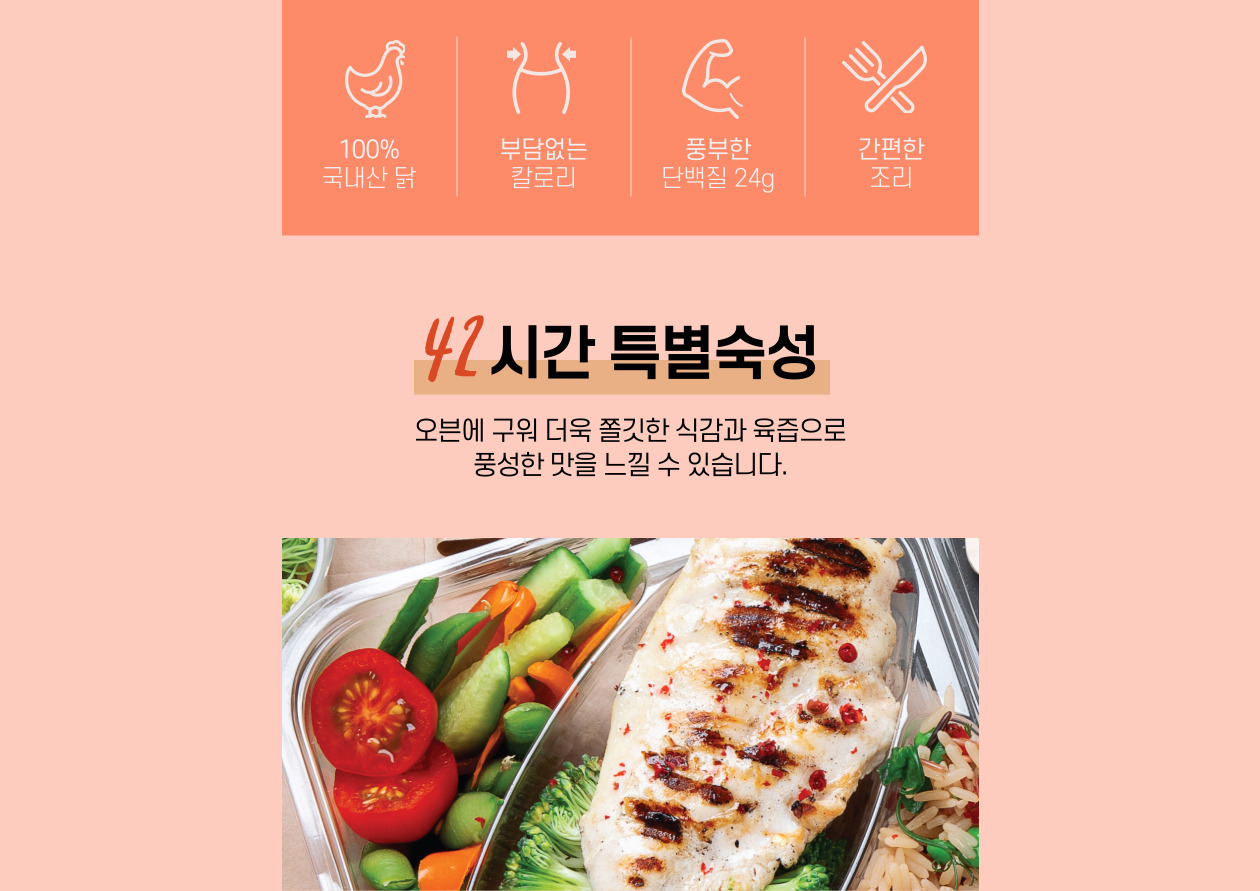 100%
국내산 닭
부담없는
칼로리
풍부한
단백질 24g
간편한
조리
42시간 특별숙성
오븐에 구워 더욱 쫄깃한 식감과 육즙으로
풍성한 맛을 느낄 수 있습니다.